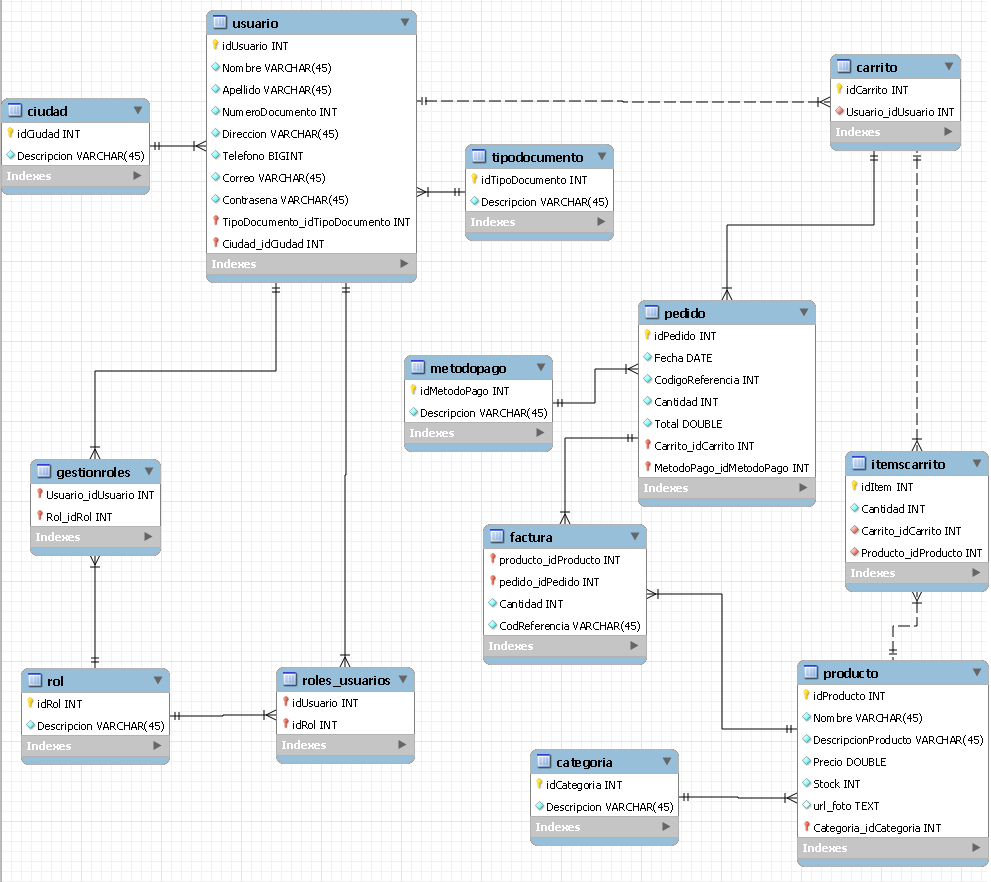 usuario
idUsuario INT
Nombre VARCHAR(45)
Apellido VARCHAR(45)
NumeroDocumento INT
Direccion VARCHAR(45)
Telefono BIGINT
Correo VARCHAR(45)
Contrasena VARCHAR(45)
TipoDocumento_idTipoDocumento INT
Ciudad_idCiudad INT
Indexes
ciudad
idCiudad INT
Descripcion VARCHAR(45)
Indexes
tipodocumento
idTipoDocumento INT
Descripcion VARCHAR(45)
Indexes
carrito
idCarrito INT
Usuario_idUsuario INT
Indexes
pedido
idPedido INT
Fecha DATE
CodigoReferencia INT
Cantidad INT
Total DOUBLE
Carrito_idCarrito INT
MetodoPago_idMetodoPago INT
Indexes
metodopago
idMetodoPago INT
Descripcion VARCHAR(45)
Indexes
gestionroles
Usuario_idUsuario INT
Rol_idRol INT
Indexes
itemscarrito
idItem INT
Cantidad INT
Carrito_idCarrito INT
Producto_idProducto INT
Indexes
factura
producto_idProducto INT
pedido_idPedido INT
Cantidad INT
CodReferencia VARCHAR(45)
Indexes
rol
idRol INT
Descripcion VARCHAR(45)
Indexes
roles_usuarios
idUsuario INT
idRol INT
Indexes
producto
idProducto INT
Nombre VARCHAR(45)
DescripcionProducto VARCHAR(45)
Precio DOUBLE
Stock INT
url_foto TEXT
Categoria_idCategoria INT
Indexes
categoria
idCategoria INT
Descripcion VARCHAR(45)
Indexes